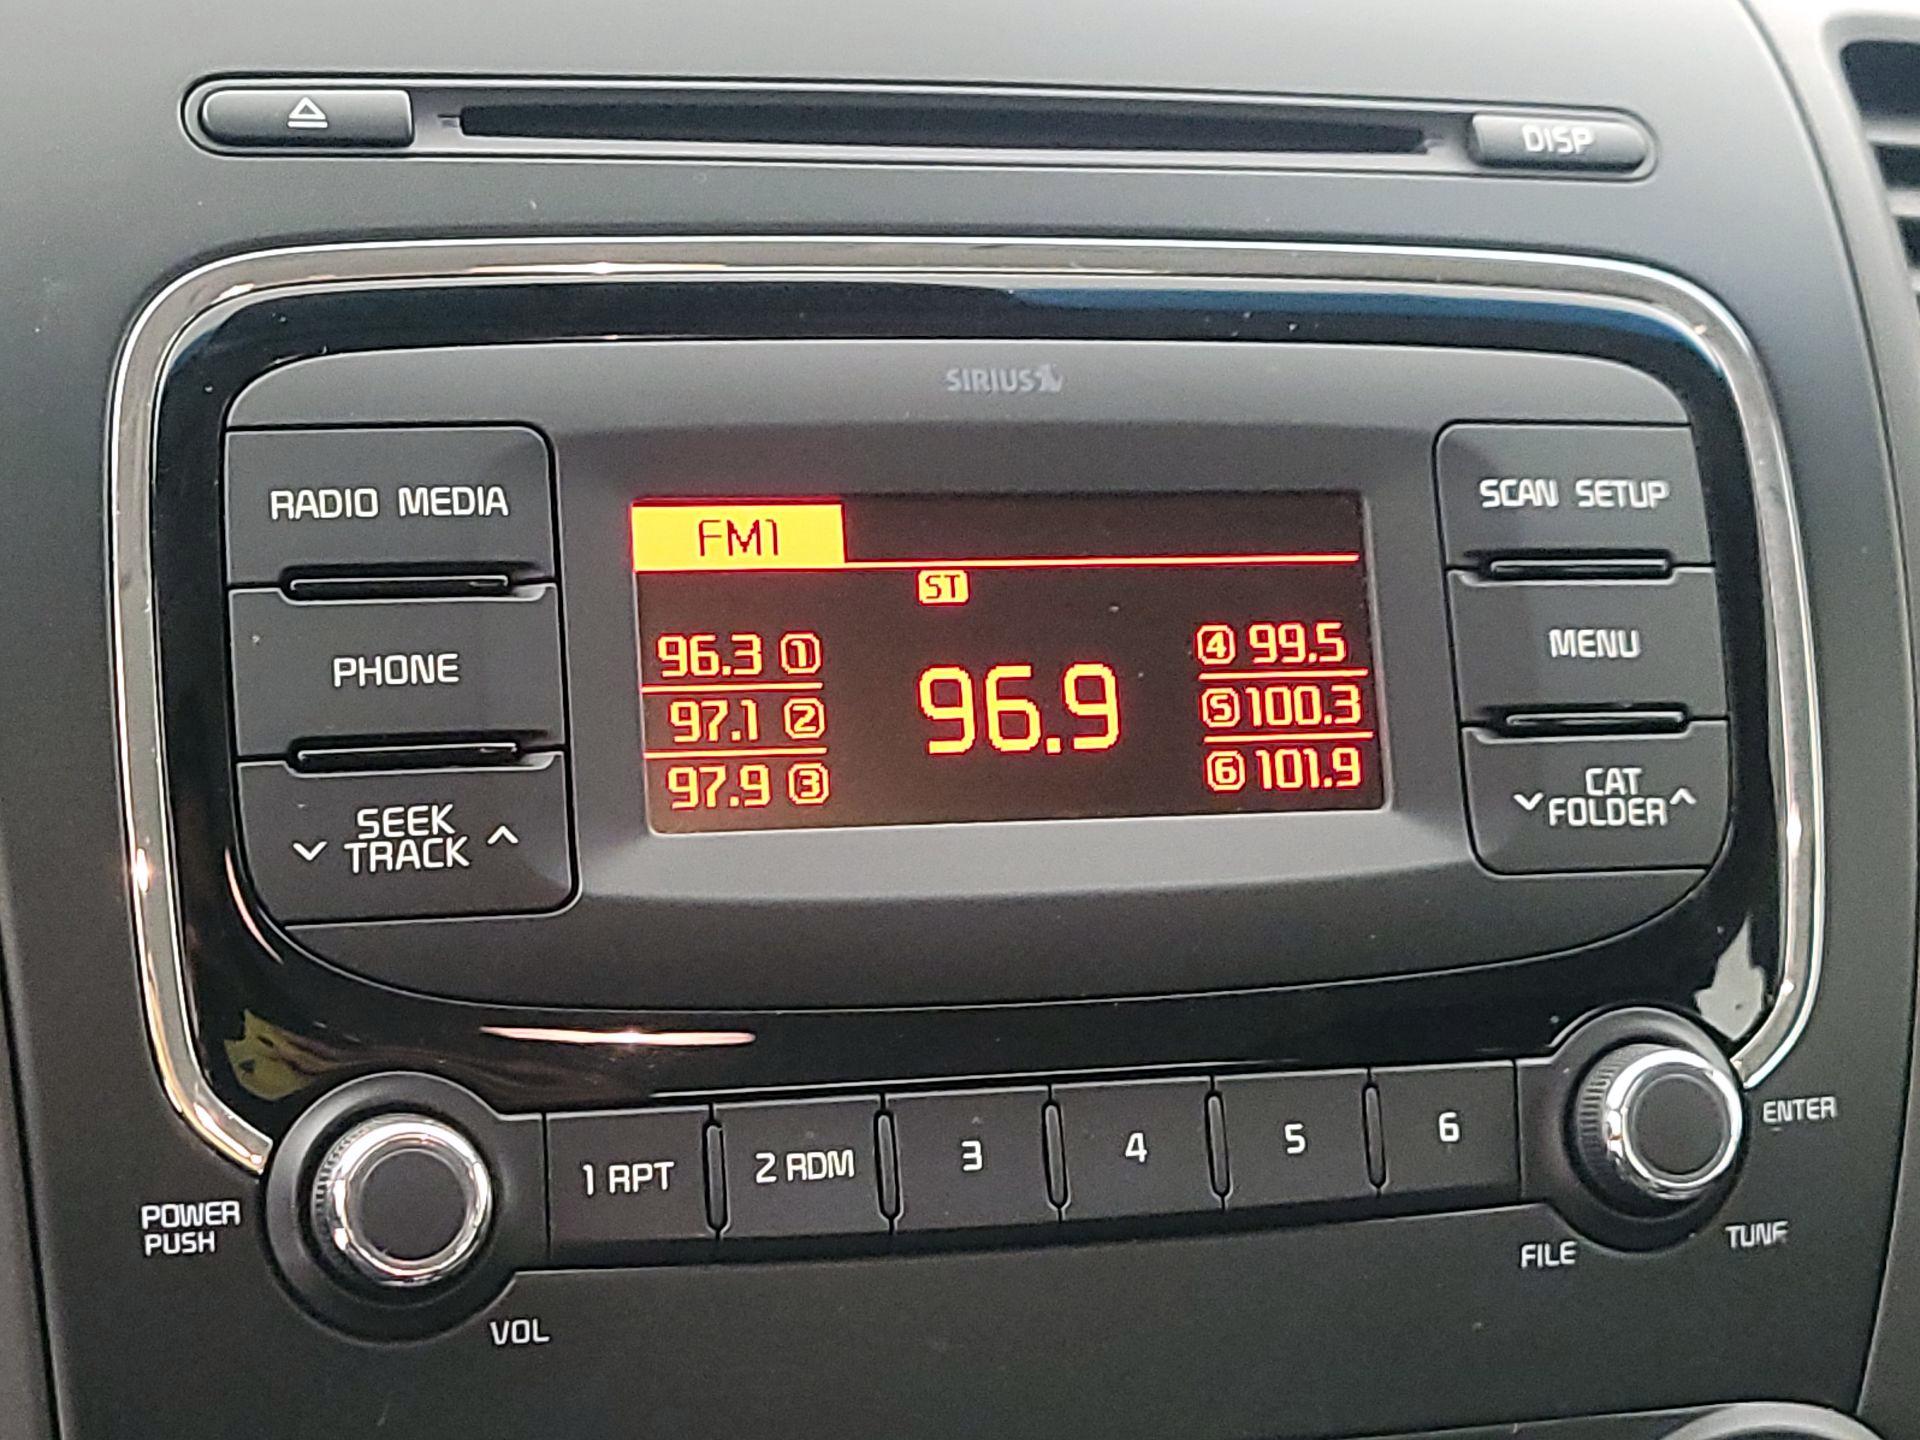 DISP
SIRIUS
RADIO MEDIA
SCAN SETUP
FM1
ST
PHONE
MENU
96.3 1
97.1 2
97.9 3
96.9
4 99.5
5 100.3
6 101.9
SEEK
TRACK
CAT
FOLDER
1 RPT
2 RDM
3
4
5
6
ENTER
POWER
PUSH
VOL
FILE
TUNE